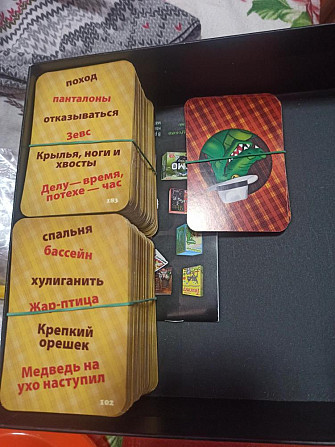 поход
панталоны
отказываться
Зевс
Крылья, ноги и
хвосты
Делу — время,
потехе — час
103
спальня
бассейн
хулиганить
Жар-птица
Крепкий
орешек
Медведь на
ухо наступил
102